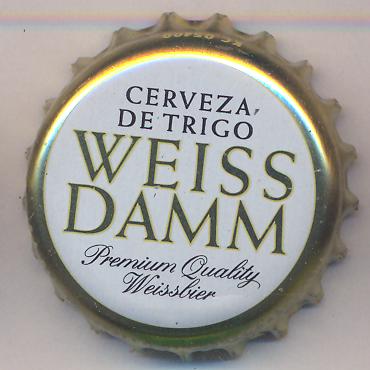 CERVEZA
DE TRIGO
WEISS
DAMM
Premium Quality
Weissbier